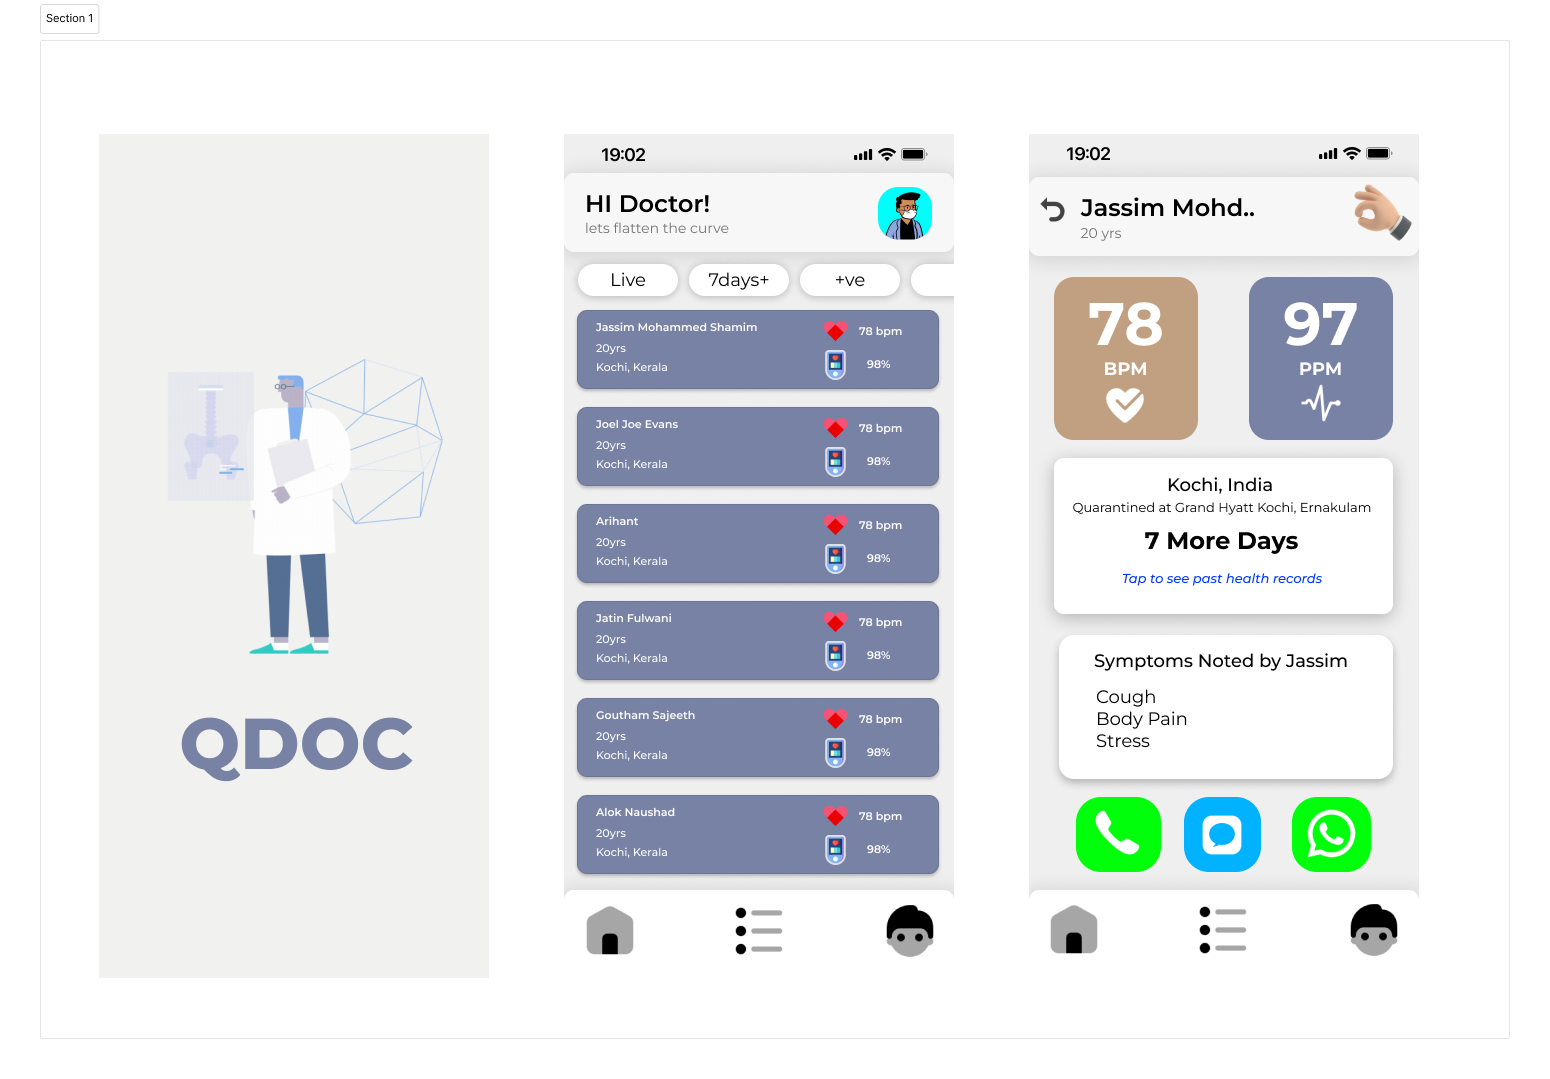 Section 1
QDOC
19:02
HI Doctor!
lets flatten the curve
Live
7days+
+ve
Jassim Mohammed Shamim
20yrs
Kochi, Kerala
78 bpm
98%
Joel Joe Evans
20yrs
Kochi, Kerala
78 bpm
98%
Arihant
20yrs
Kochi, Kerala
78 bpm
98%
Jatin Fulwani
20yrs
Kochi, Kerala
78 bpm
98%
Goutham Sajeeth
20yrs
Kochi, Kerala
78 bpm
98%
Alok Naushad
20yrs
Kochi, Kerala
78 bpm
98%
19:02
Jassim Mohd..
20 yrs
78
BPM
97
PPM
Kochi, India
Quarantined at Grand Hyatt Kochi, Ernakulam
7 More Days
Tap to see past health records
Symptoms Noted by Jassim
Cough
Body Pain
Stress